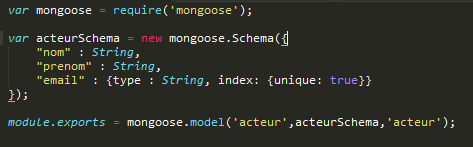 var mongoose = require('mongoose');
var acteurSchema = new mongoose.Schema({
"nom" : String,
"prenom" : String,
"email" : {type : String, index: {unique: true}}
});
module.exports = mongoose.model('acteur',acteurSchema,'acteur');